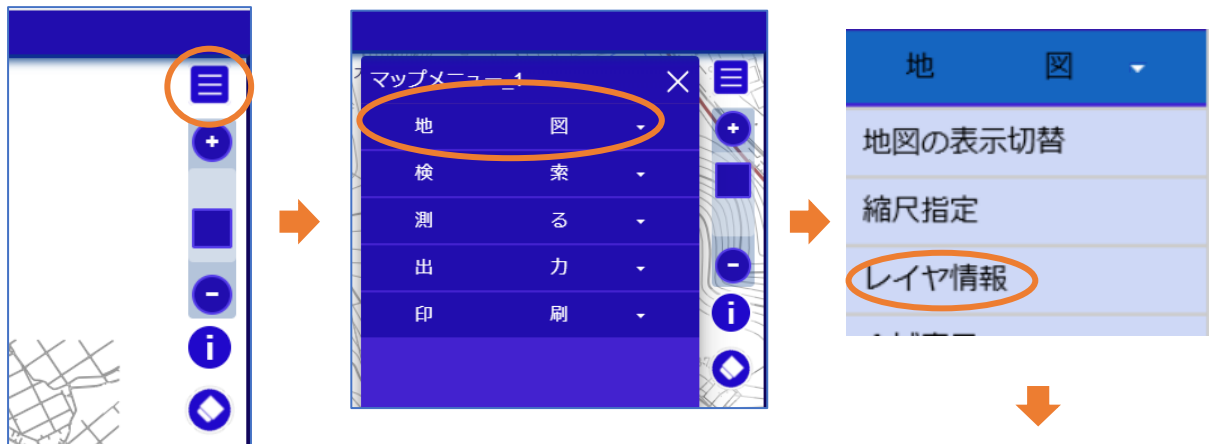 マップメニュー_1
地 図
検 索
測 る
出 力
印 刷
地 図
地図の表示切替
縮尺指定
レイヤ情報